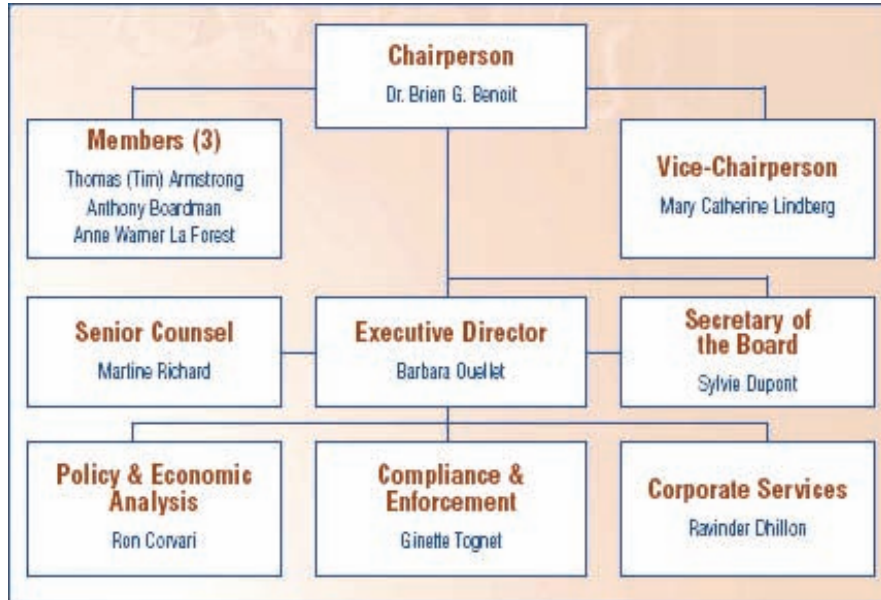 Chairperson
Dr. Brien G. Benoit
Members (3)
Thomas (Tim) Armstrong
Anthony Boardman
Anne Warner La Forest
Vice-Chairperson
Mary Catherine Lindberg
Senior Counsel
Martine Richard
Executive Director
Barbara Ouellet
Secretary of
the Board
Sylvie Dupont
Policy & Economic
Analysis
Ron Corvari
Compliance &
Enforcement
Ginette Tognet
Corporate Services
Ravinder Dhillon